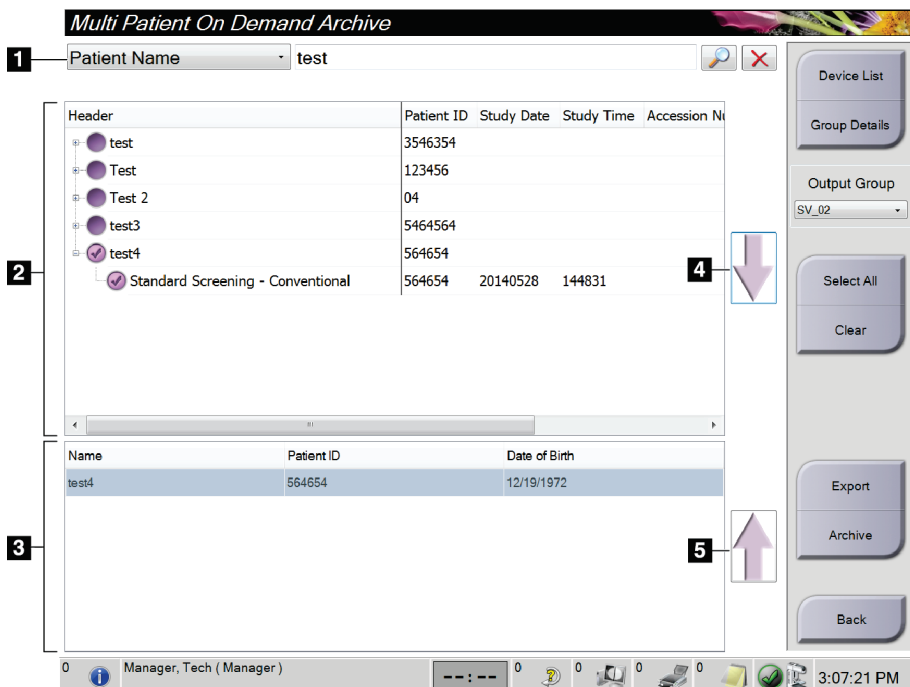 Multi Patient On Demand Archive
1
Patient Name
test
Device List
Group Details
Output Group
SV_02
Select All
Clear
Export
Archive
Back
2
Header Patient ID Study Date Study Time Accession Nu
test 3546354
Test 123456
Test 2 04
test3 5464564
test4 564654
Standard Screening - Conventional 564654 20140528 144831
4
3
Name Patient ID Date of Birth
test4 564654 12/19/1972
5
0 Manager, Tech ( Manager ) --:-- 0 0 0 0 3:07:21 PM